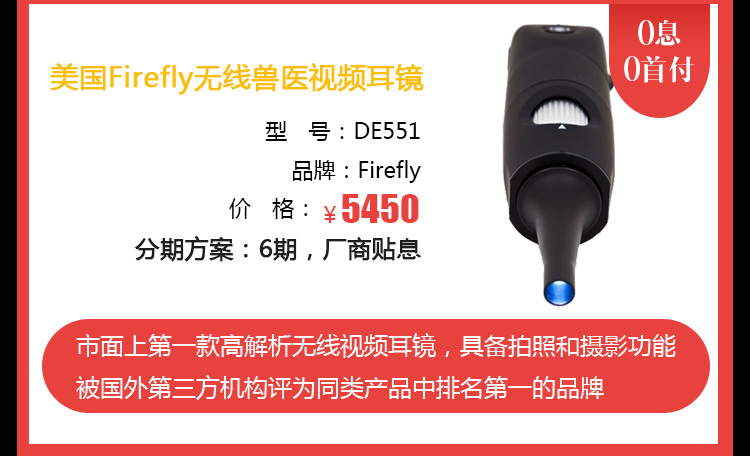 0息
0首付
美国Firefly无线兽医视频耳镜
型 号：DE551
品牌：Firefly
价 格：￥5450
分期方案：6期，厂商贴息
市面上第一款高解析无线视频耳镜，具备拍照和摄影功能
被国外第三方机构评为同类产品中排名第一的品牌